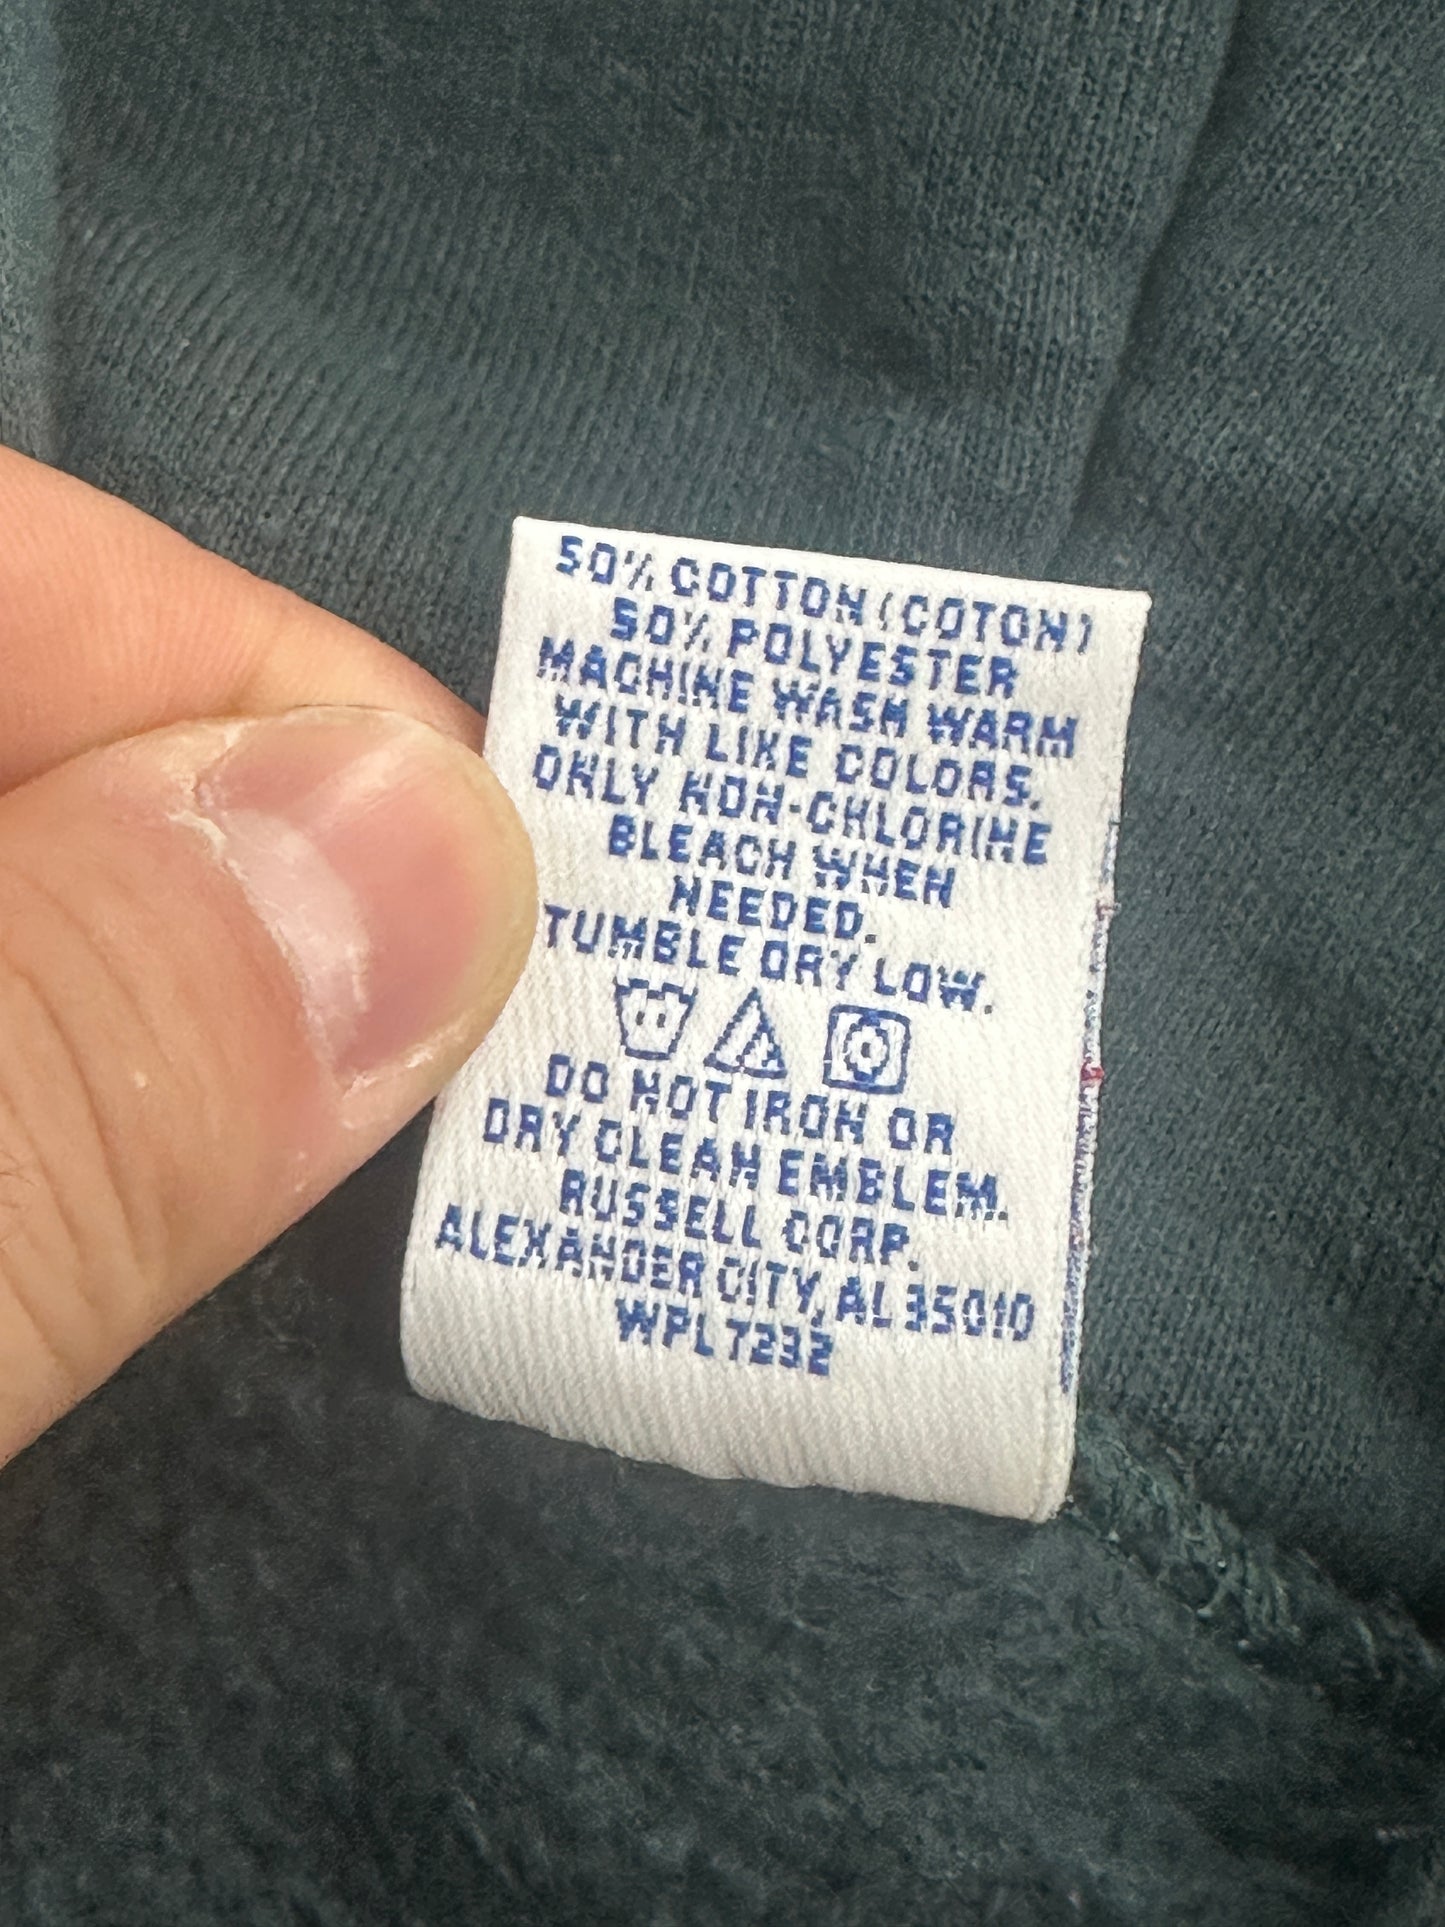 50% COTTON (COTON)
50% POLYESTER
MACHINE WASH WARM
WITH LIKE COLORS.
ONLY NON-CHLORINE
BLEACH WHEN
NEEDED.
TUMBLE DRY LOW.
DO NOT IRON OR
DRY CLEAN EMBLEM.
RUSSELL CORP.
ALEXANDER CITY, AL 35010
WPL 7232